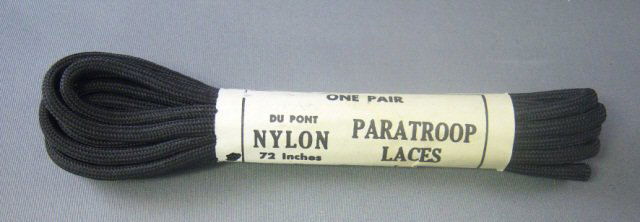 ONE PAIR
DU PONT
NYLON
72 Inches
PARATROOP
LACES